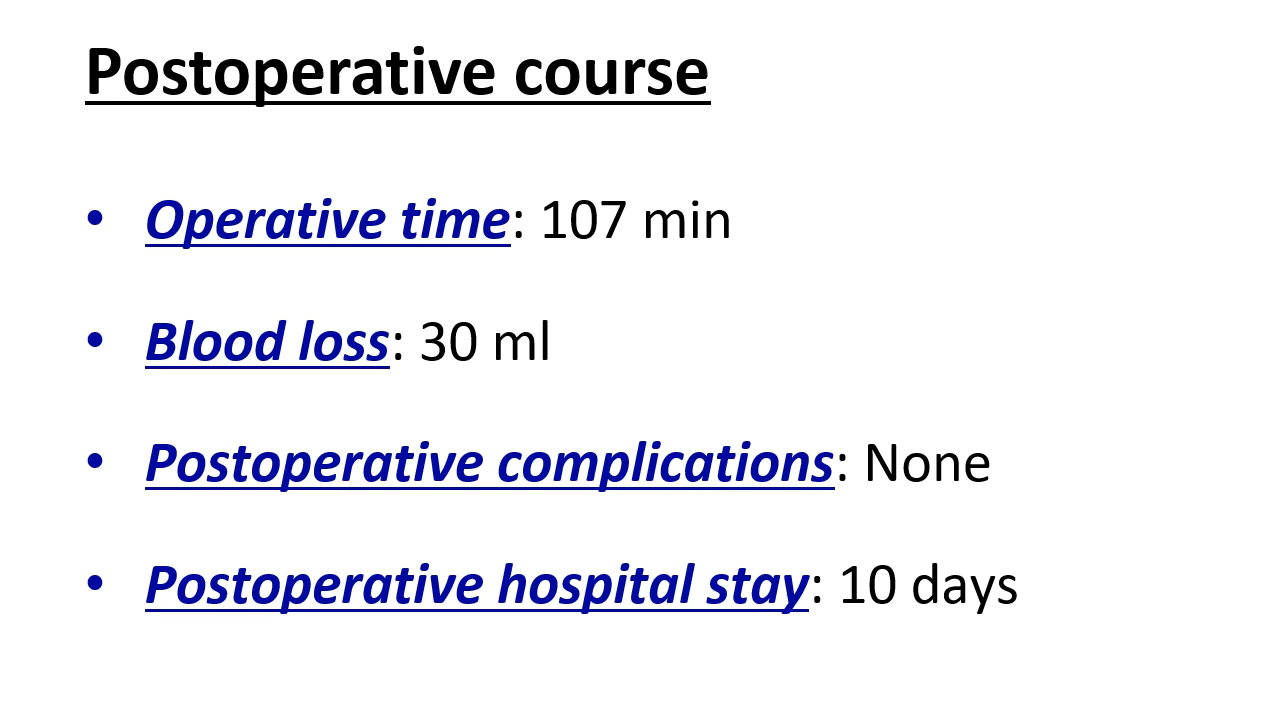 Postoperative course
• Operative time: 107 min
• Blood loss: 30 ml
• Postoperative complications: None
• Postoperative hospital stay: 10 days